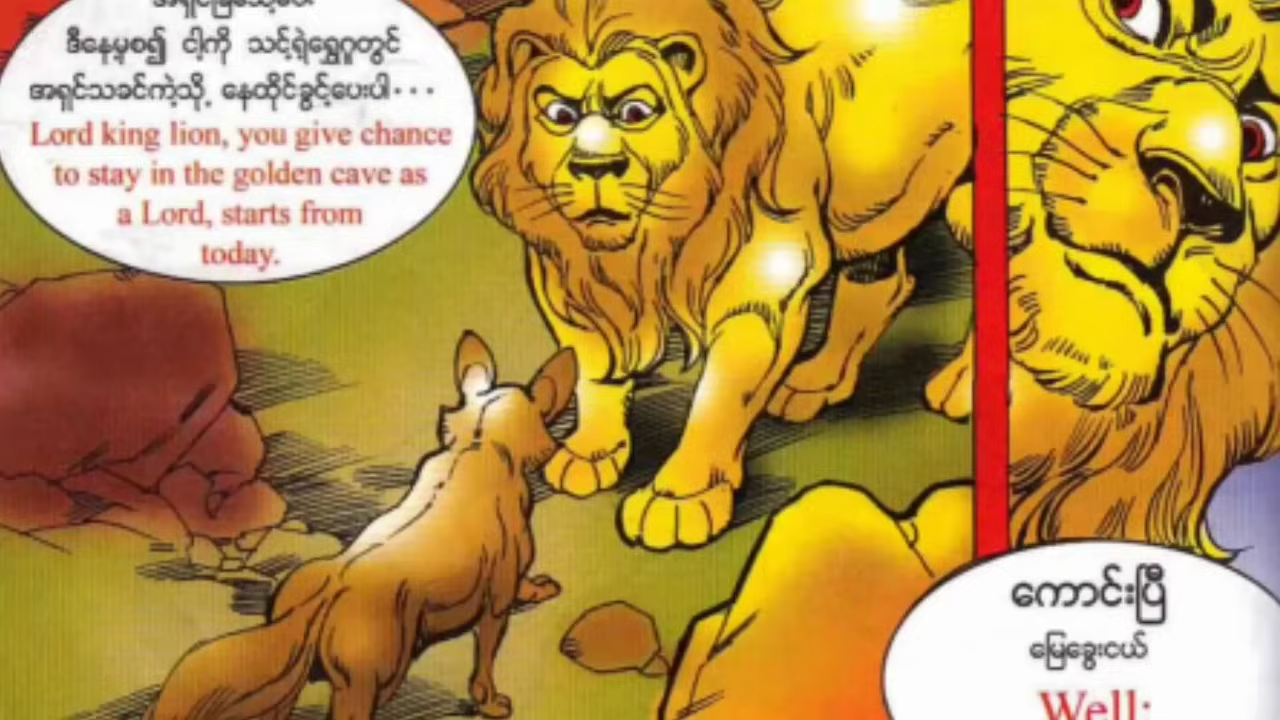 ဒီနေ့မှစ၍ ငါ့ကို သင့်ရဲ့ရွှေဂူတွင်
အရှင်သခင်ကဲ့သို့ နေထိုင်ခွင့်ပေးပါ...
Lord king lion, you give chance
to stay in the golden cave as
a Lord, starts from
today.
ကောင်းပြီ
မြေခွေးငယ်
Well;